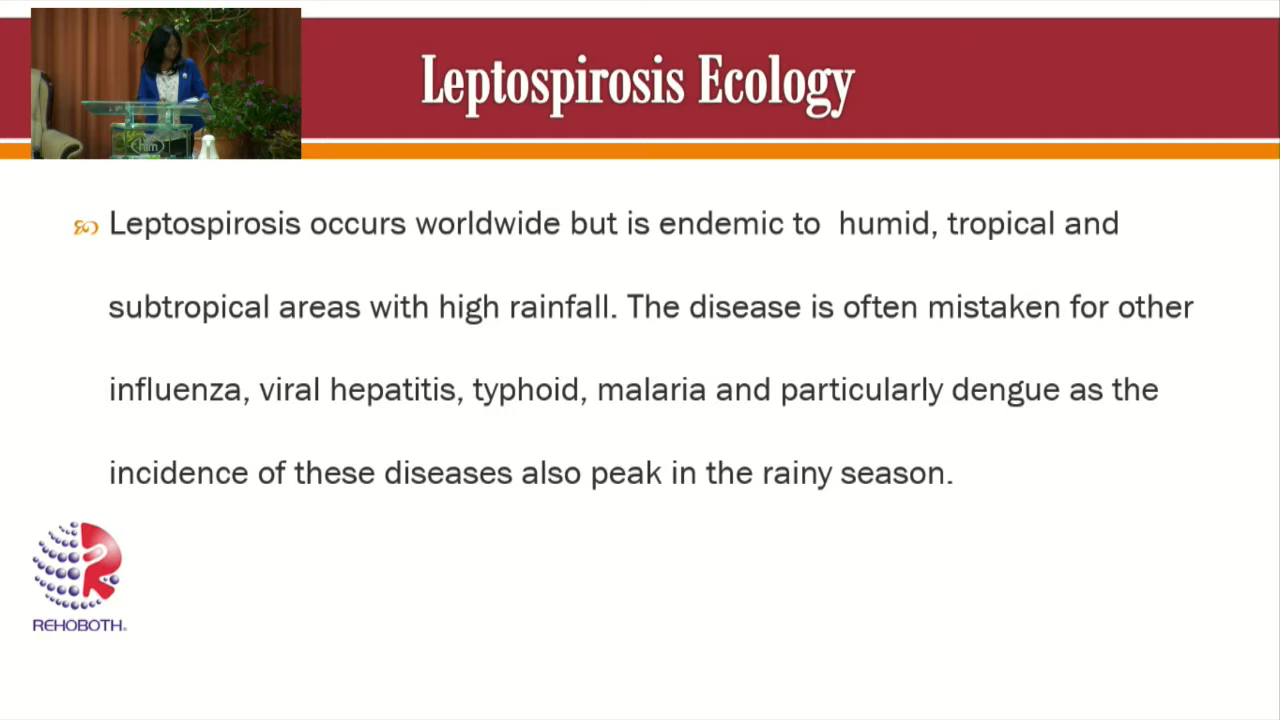 Leptospirosis Ecology
him
Leptospirosis occurs worldwide but is endemic to  humid, tropical and
subtropical areas with high rainfall. The disease is often mistaken for other
influenza, viral hepatitis, typhoid, malaria and particularly dengue as the
incidence of these diseases also peak in the rainy season.
REHOBOTH